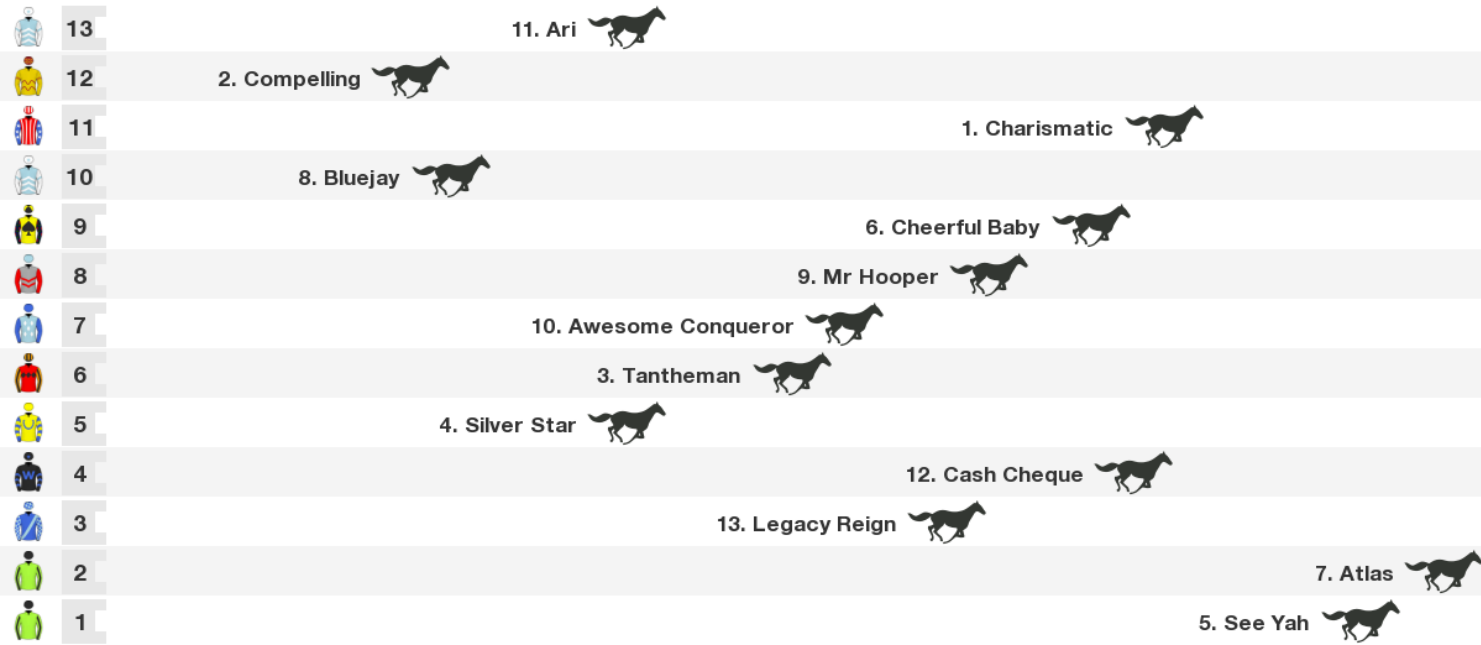 13 11. Ari
12 2. Compelling
11 1. Charismatic
10 8. Bluejay
9 6. Cheerful Baby
8 9. Mr Hooper
7 10. Awesome Conqueror
6 3. Tantheman
5 4. Silver Star
W 4 12. Cash Cheque
3 13. Legacy Reign
2 7. Atlas
1 5. See Yah